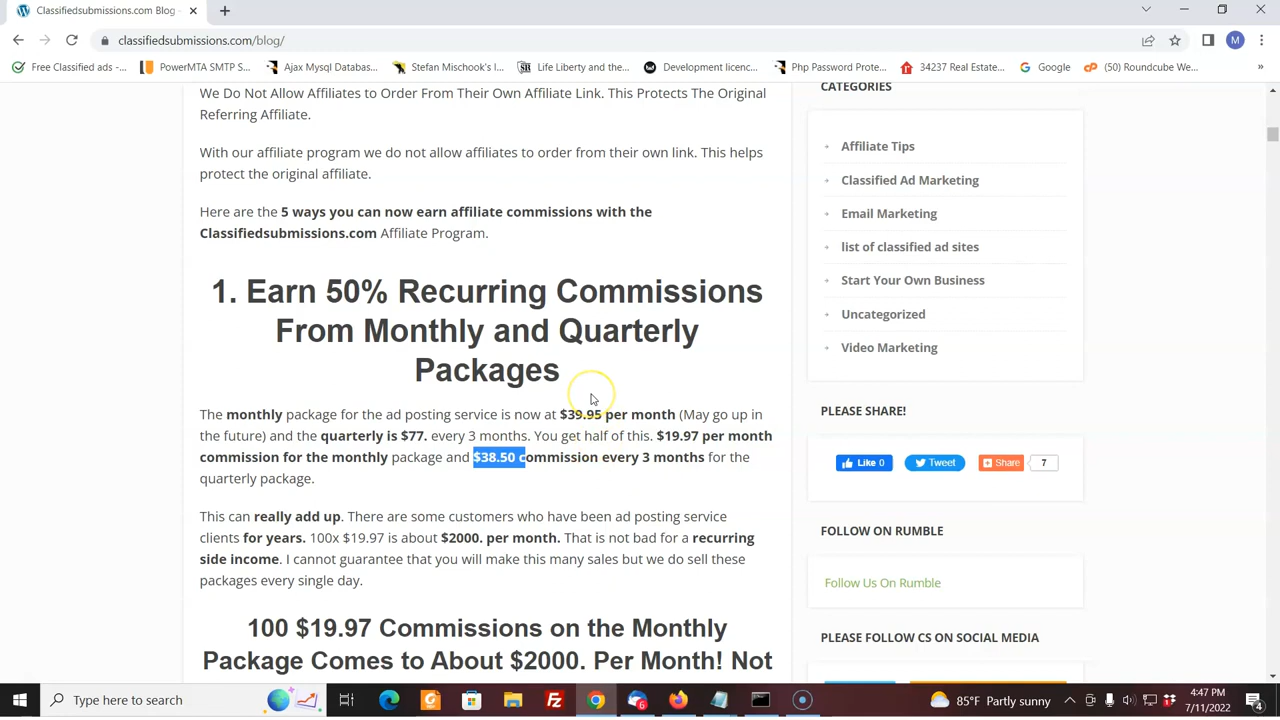 Classifiedsubmissions.com Blog -
classifiedsubmissions.com/blog/
M
Free Classified ads -...
PowerMTA SMTP S...
Ajax Mysql Databas...
Stefan Mischook's I...
Life Liberty and the...
Development licenc...
Php Password Prote...
34237 Real Estate...
Google
(50) Roundcube We...
»
We Do Not Allow Affiliates to Order From Their Own Affiliate Link. This Protects The Original
Referring Affiliate.
With our affiliate program we do not allow affiliates to order from their own link. This helps
protect the original affiliate.
Here are the 5 ways you can now earn affiliate commissions with the
Classifiedsubmissions.com Affiliate Program.
1. Earn 50% Recurring Commissions
From Monthly and Quarterly
Packages
The monthly package for the ad posting service is now at $39.95 per month (May go up in
the future) and the quarterly is $77. every 3 months. You get half of this. $19.97 per month
commission for the monthly package and $38.50 commission every 3 months for the
quarterly package.
This can really add up. There are some customers who have been ad posting service
clients for years. 100x $19.97 is about $2000. per month. That is not bad for a recurring
side income. I cannot guarantee that you will make this many sales but we do sell these
packages every single day.
100 $19.97 Commissions on the Monthly
Package Comes to About $2000. Per Month! Not
CATEGORIES
Affiliate Tips
Classified Ad Marketing
Email Marketing
list of classified ad sites
Start Your Own Business
Uncategorized
Video Marketing
PLEASE SHARE!
Like 0
Tweet
Share
7
FOLLOW ON RUMBLE
Follow Us On Rumble
PLEASE FOLLOW CS ON SOCIAL MEDIA
Type here to search
6
85°F Partly sunny
4:47 PM
7/11/2022
4